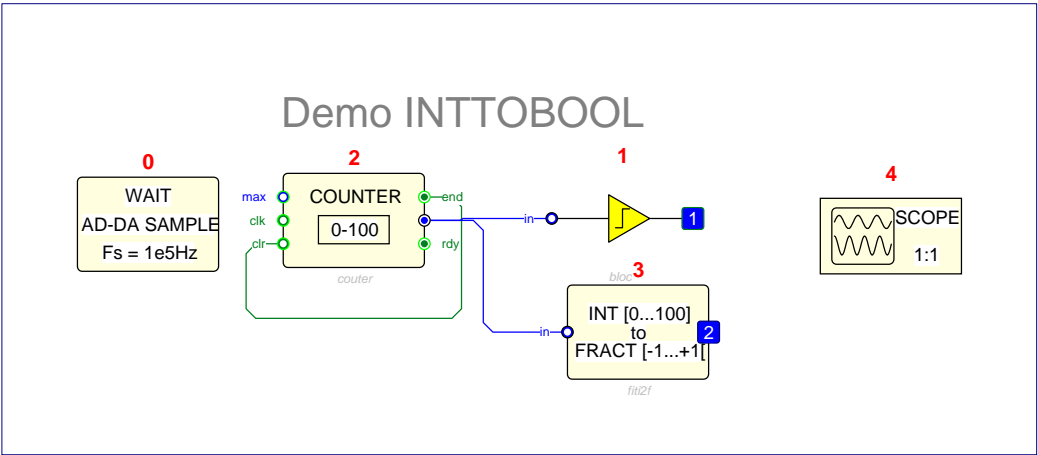 Demo INTTOBOOL
0
WAIT
AD-DA SAMPLE
Fs = 1e5Hz
2
max
clk
clr
COUNTER
0-100
end
rdy
couter
1
in
1
bloc
3
in
INT [0...100]
to
FRACT [-1...+1[
2
fiti2f
4
SCOPE
1:1